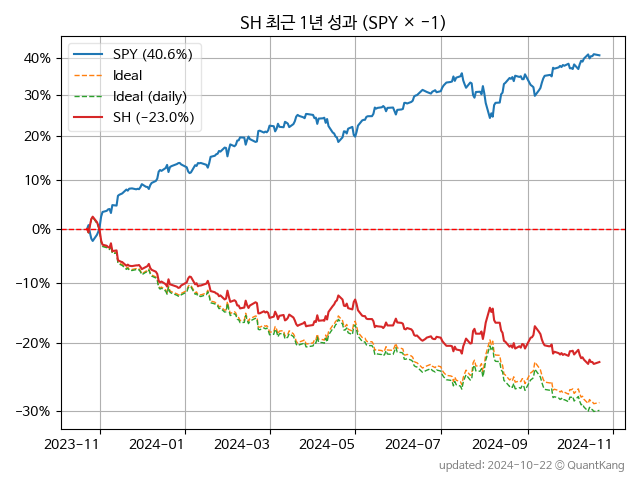 SH 최근 1년 성과 (SPY × −1)
SPY (40.6%)
Ideal
Ideal (daily)
SH (−23.0%)
40%
30%
20%
10%
0%
−10%
−20%
−30%
2023-11 2024-01 2024-03 2024-05 2024-07 2024-09 2024-11
updated: 2024-10-22 © QuantKang